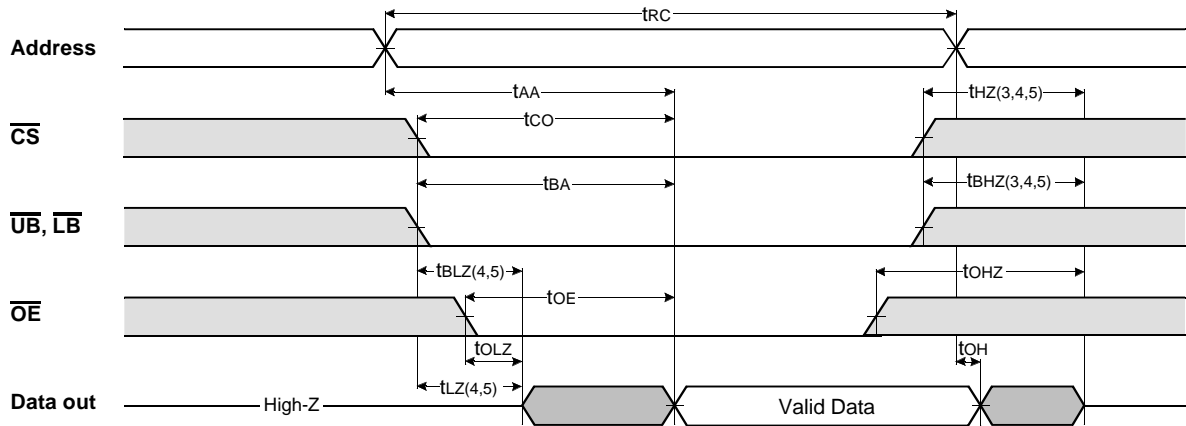 tRC
Address
tAA
tHZ(3,4,5)
CS
tCO
tBA
tBHZ(3,4,5)
UB, LB
tBLZ(4,5)
tOHZ
OE
tOE
tOLZ
tOH
tLZ(4,5)
Data out
High-Z
Valid Data